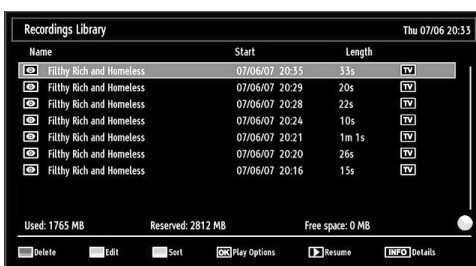 Recordings Library Thu 07/06 20:33
Name Start Length
Filthy Rich and Homeless 07/06/07 20:35 33s TV
Filthy Rich and Homeless 07/06/07 20:29 20s TV
Filthy Rich and Homeless 07/06/07 20:28 22s TV
Filthy Rich and Homeless 07/06/07 20:24 10s TV
Filthy Rich and Homeless 07/06/07 20:21 1m 1s TV
Filthy Rich and Homeless 07/06/07 20:20 26s TV
Filthy Rich and Homeless 07/06/07 20:16 15s TV
Used: 1765 MB Reserved: 2812 MB Free space: 0 MB
Delete Edit Sort OK Play Options Resume INFO Details